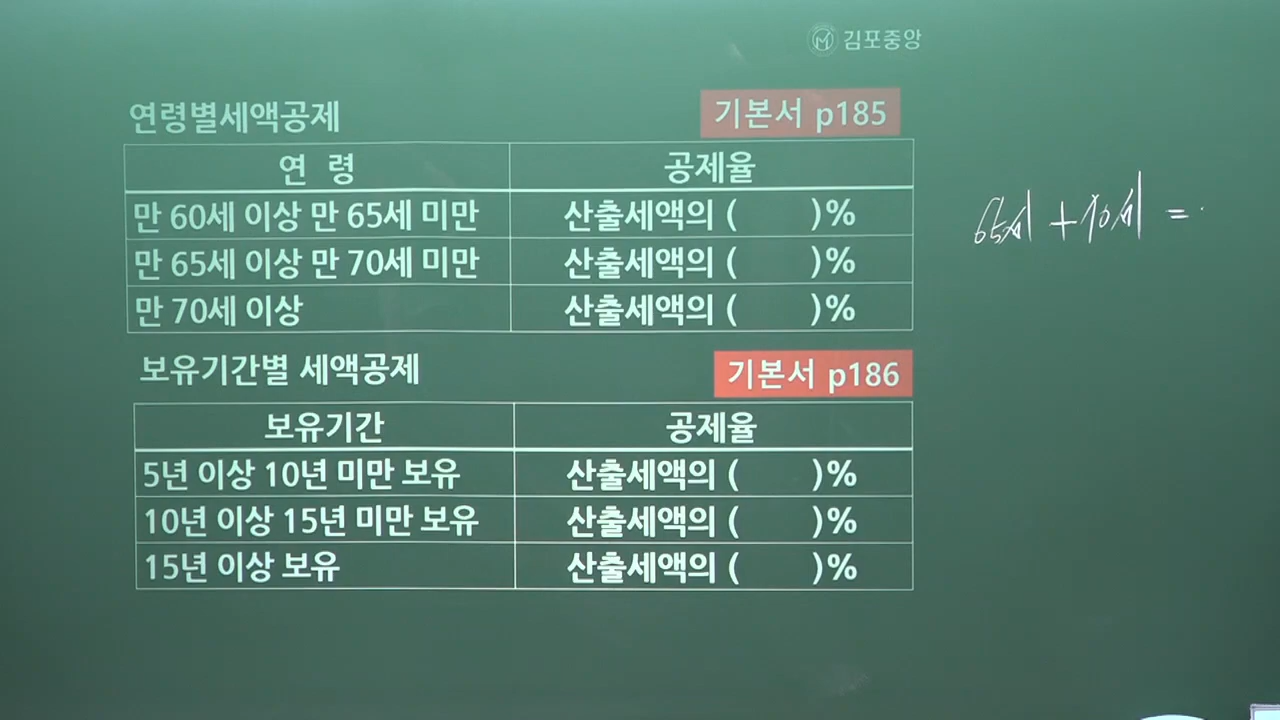 김포중앙
연령별세액공제 기본서 p185
연 령 공제율
만 60세 이상 만 65세 미만 산출세액의 ( )%
만 65세 이상 만 70세 미만 산출세액의 ( )%
만 70세 이상 산출세액의 ( )%
65세 + 70세 =
보유기간별 세액공제 기본서 p186
보유기간 공제율
5년 이상 10년 미만 보유 산출세액의 ( )%
10년 이상 15년 미만 보유 산출세액의 ( )%
15년 이상 보유 산출세액의 ( )%